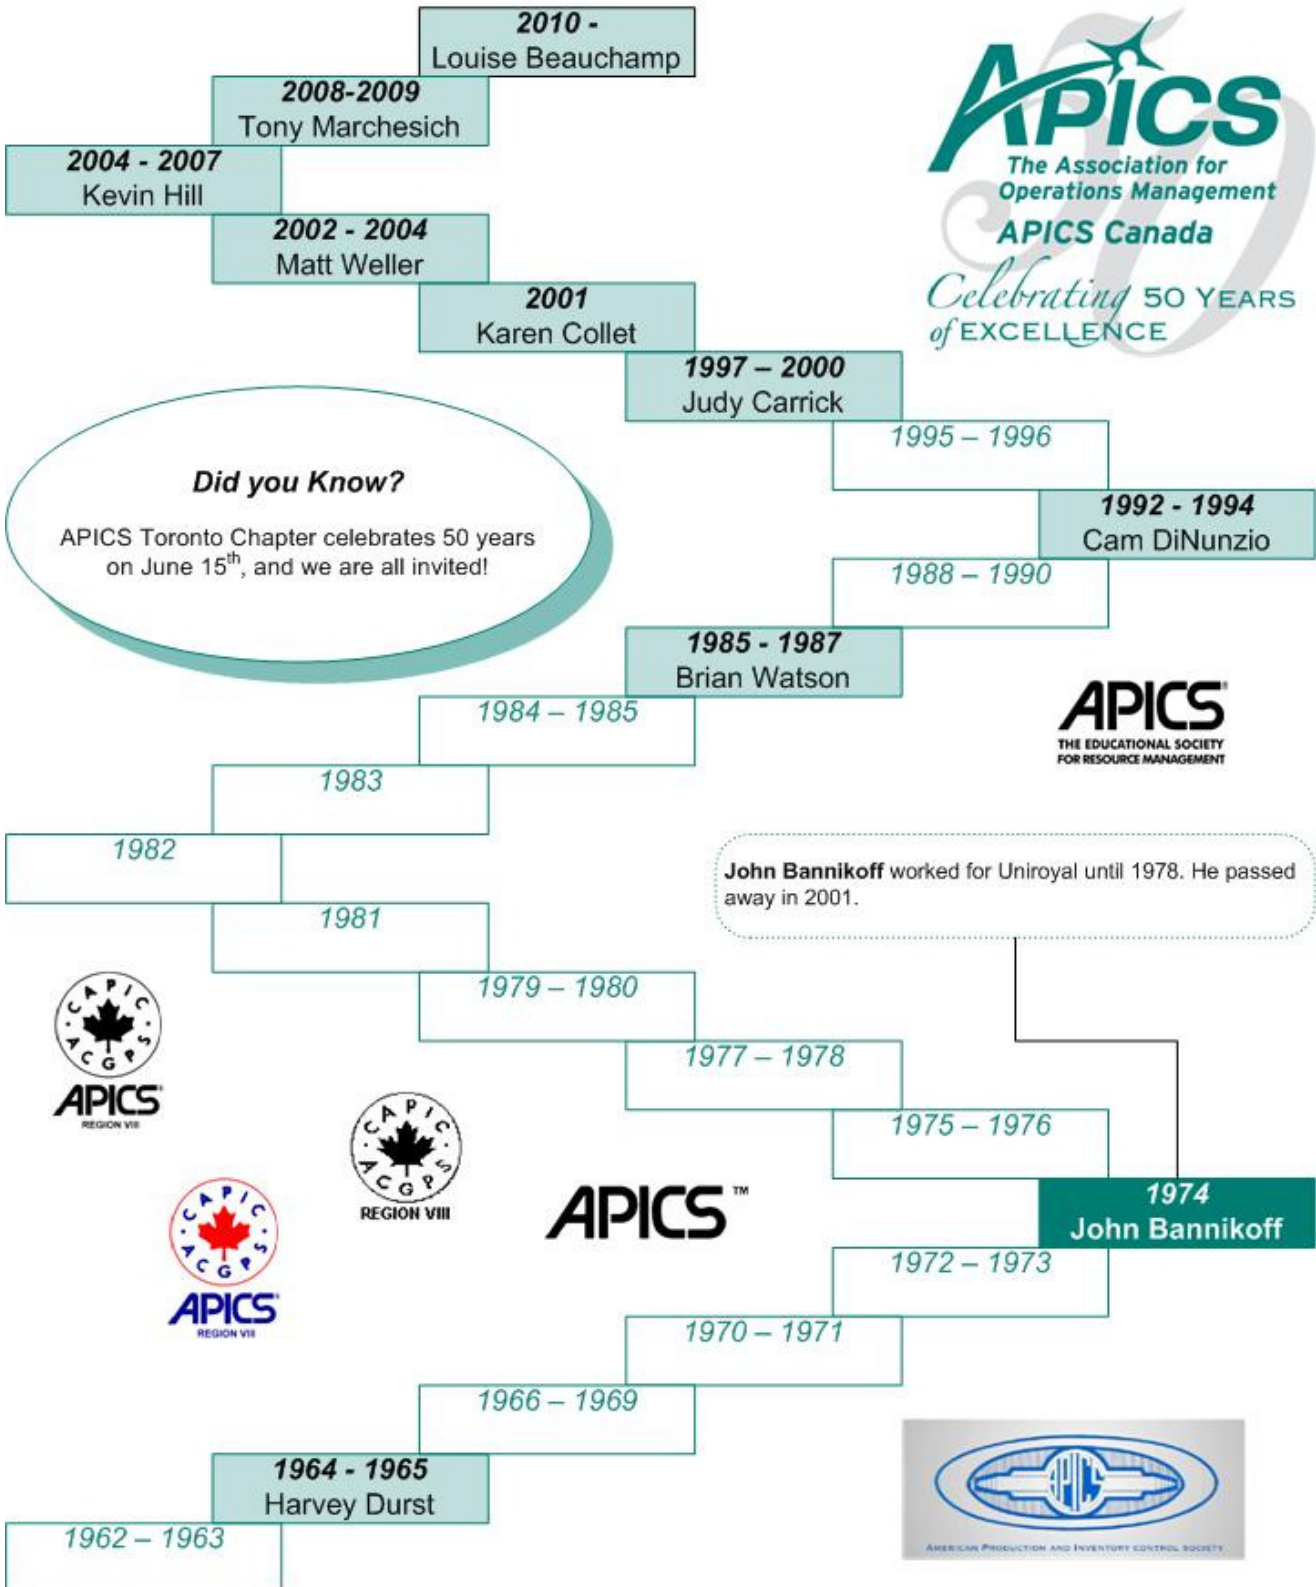 2010 -
Louise Beauchamp
2008-2009
Tony Marchesich
2004 - 2007
Kevin Hill
2002 - 2004
Matt Weller
2001
Karen Collet
1997 – 2000
Judy Carrick
APICS
The Association for
Operations Management
APICS Canada
50
Celebrating 50 YEARS
of EXCELLENCE
1995 – 1996
1992 - 1994
Cam DiNunzio
1988 – 1990
1985 - 1987
Brian Watson
Did you Know?
APICS Toronto Chapter celebrates 50 years
on June 15th, and we are all invited!
1984 – 1985
1983
1982
1981
1979 – 1980
1977 – 1978
1975 – 1976
APICS®
THE EDUCATIONAL SOCIETY
FOR RESOURCE MANAGEMENT
John Bannikoff worked for Uniroyal until 1978. He passed
away in 2001.
1974
John Bannikoff
CAPIC
ACGPS
APICS®
REGION VIII
CAPIC
ACGPS
REGION VIII
CAPIC
ACGPS
APICS®
REGION VIII
APICS™
1972 – 1973
1970 – 1971
1966 – 1969
1964 - 1965
Harvey Durst
1962 – 1963
APICS
AMERICAN PRODUCTION AND INVENTORY CONTROL SOCIETY